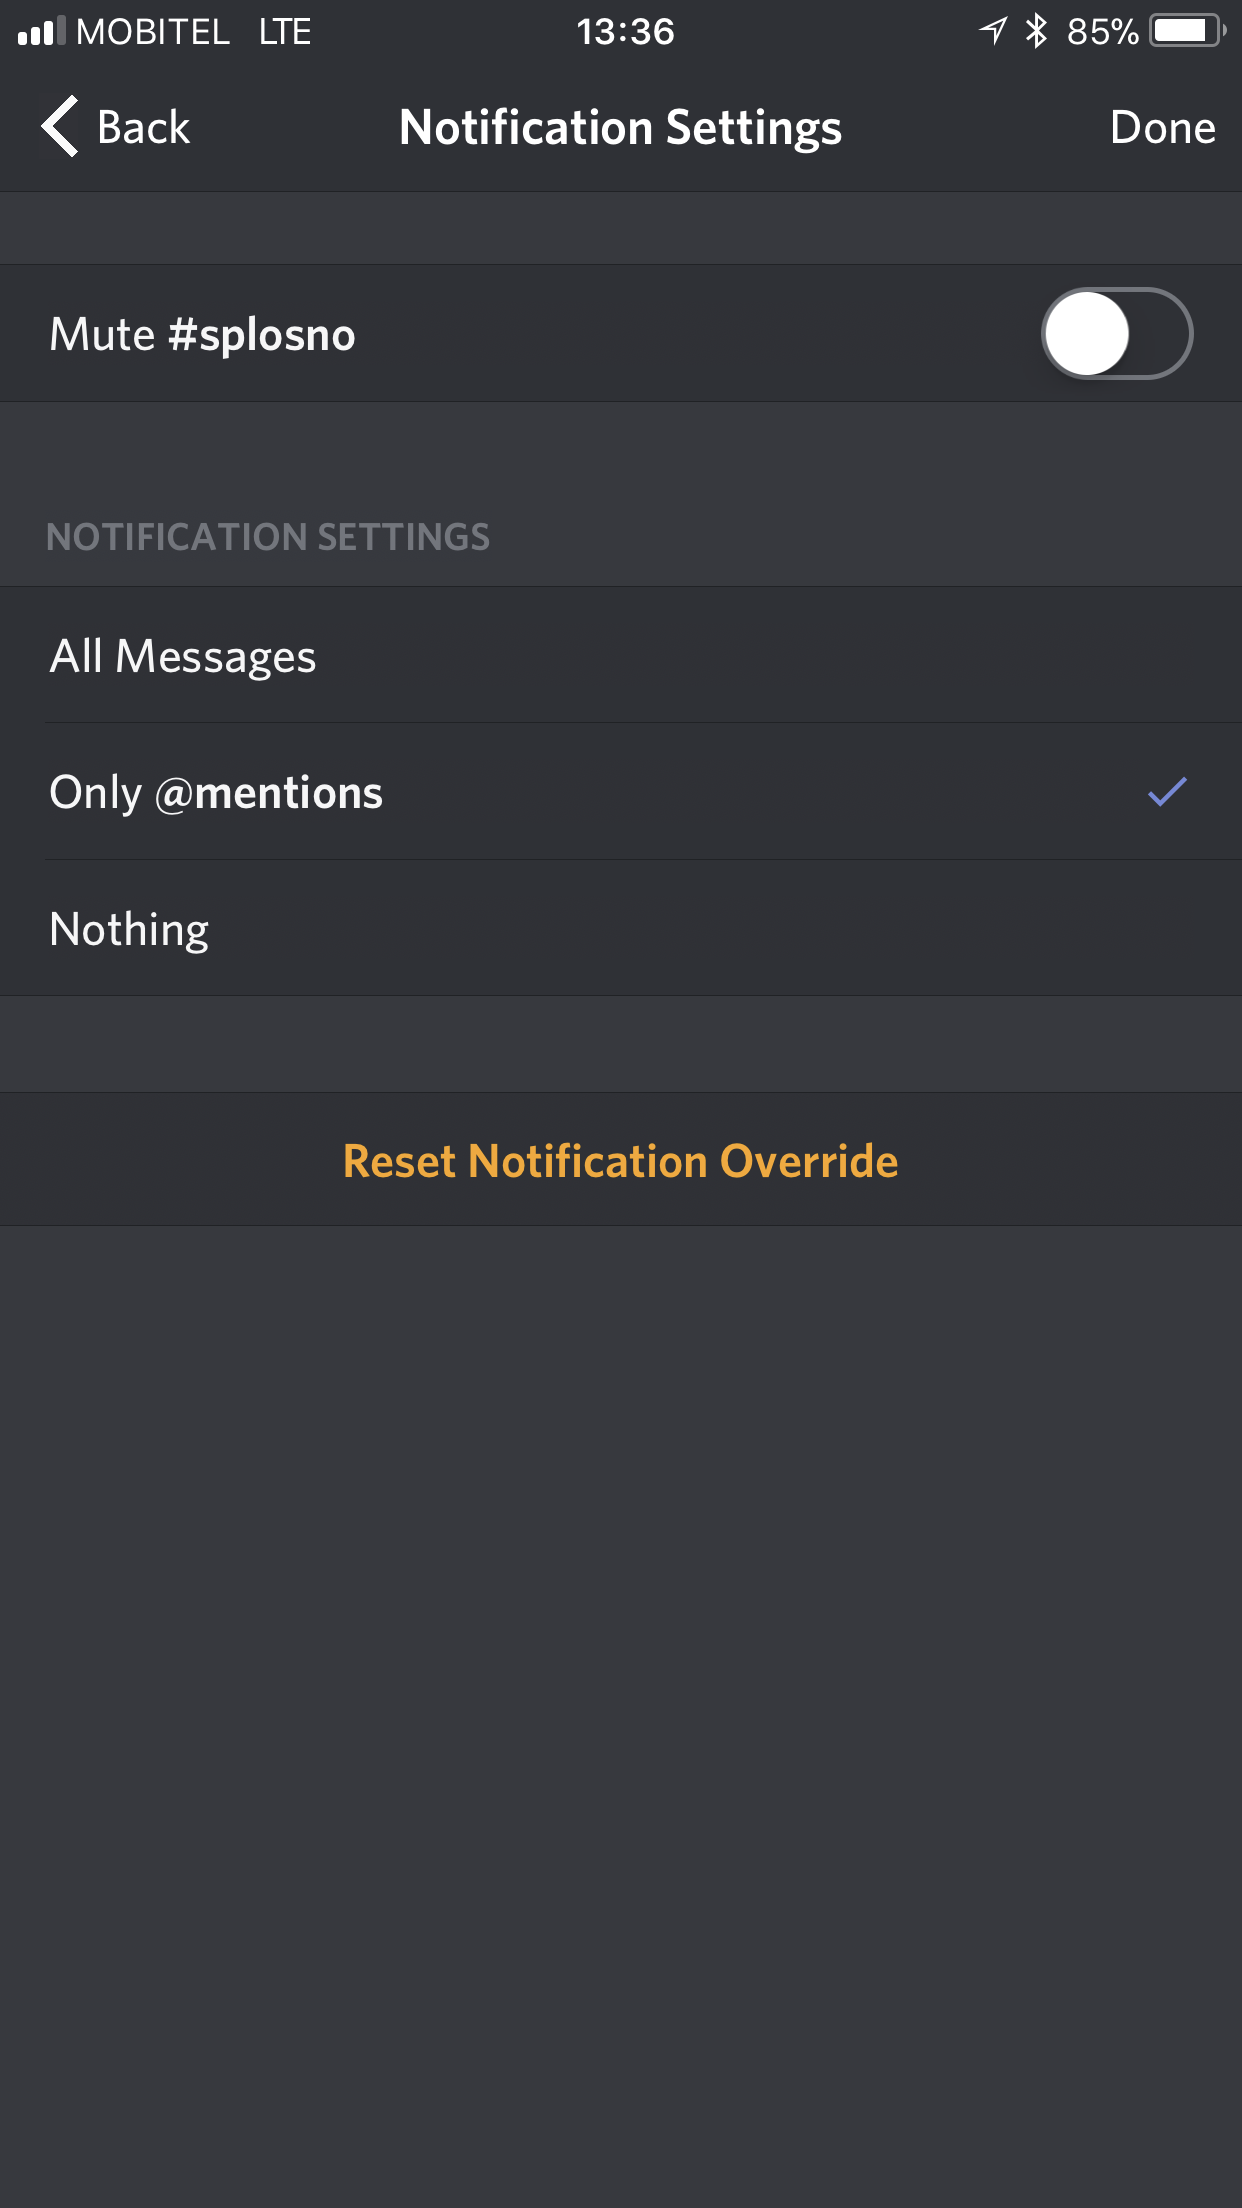 MOBITEL LTE 13:36 85%
Back Notification Settings Done
Mute #splosno
NOTIFICATION SETTINGS
All Messages
Only @mentions
Nothing
Reset Notification Override